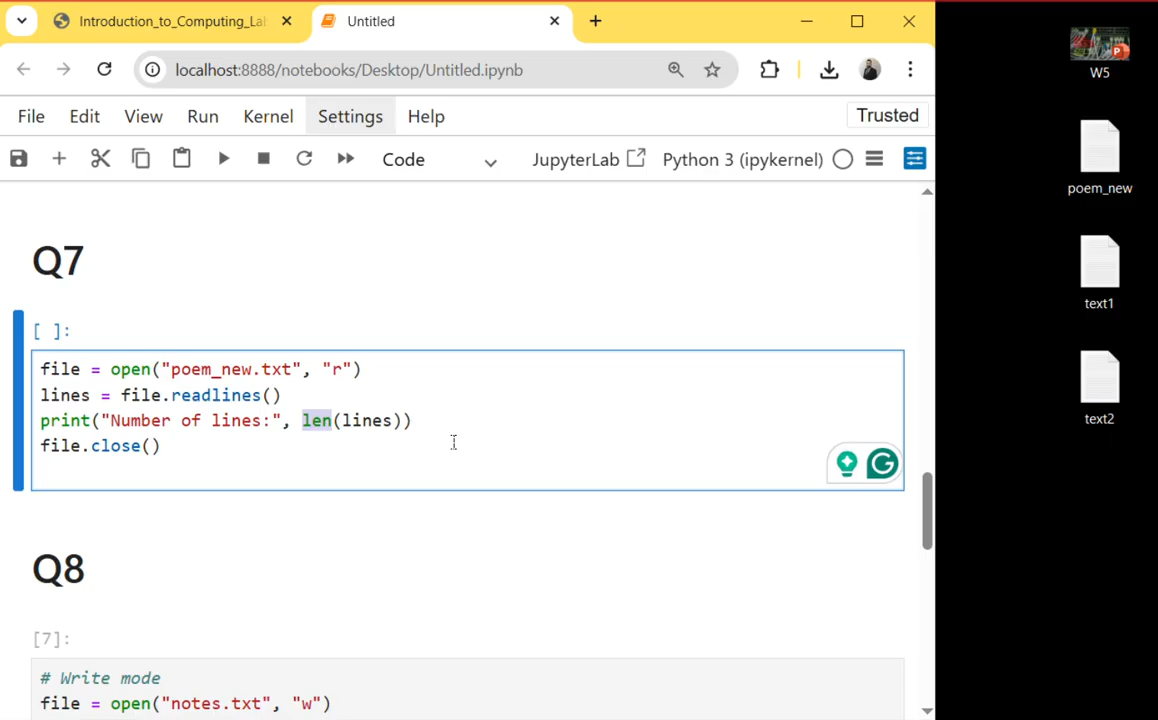 Introduction_to_Computing_La
Untitled
localhost:8888/notebooks/Desktop/Untitled.ipynb
File Edit View Run Kernel Settings Help Trusted
Code JupyterLab Python 3 (ipykernel)
Q7
[ ]:
file = open("poem_new.txt", "r")
lines = file.readlines()
print("Number of lines:", len(lines))
file.close()
Q8
[7]:
# Write mode
file = open("notes.txt", "w")
W5
poem_new
text1
text2